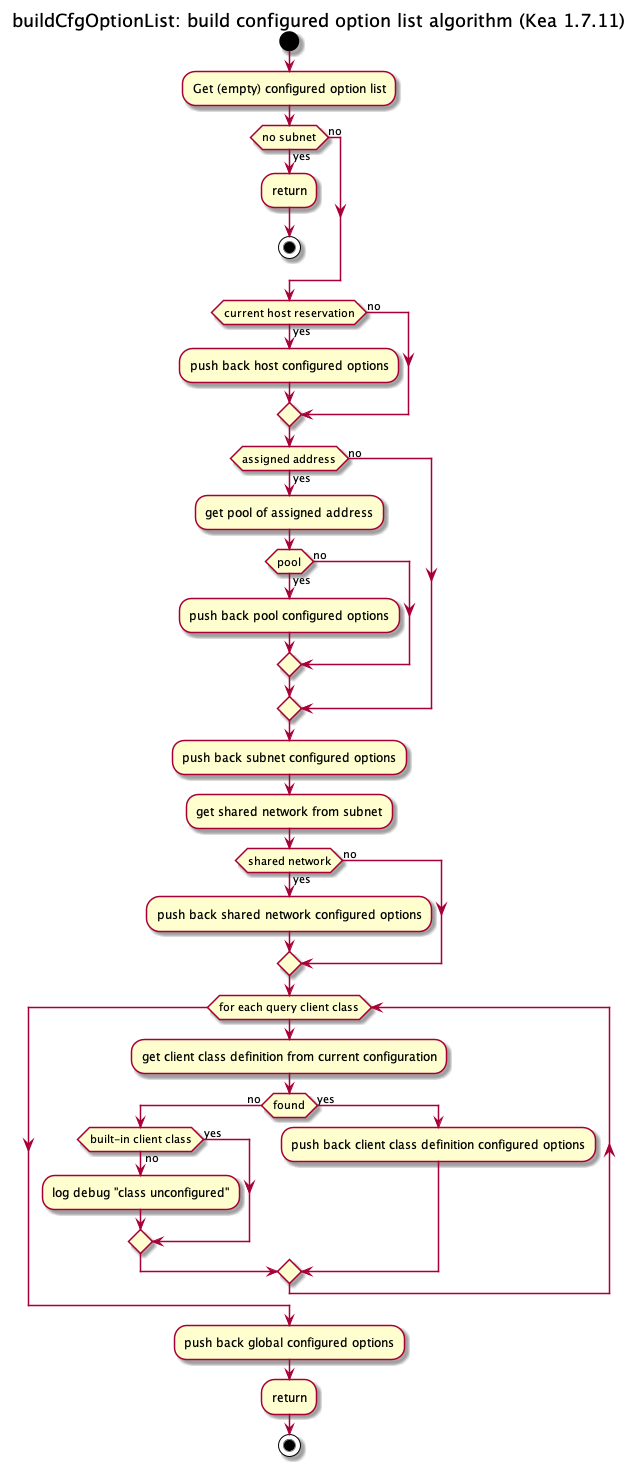 buildCfgOptionList: build configured option list algorithm (Kea 1.7.11)
Get (empty) configured option list
no subnet
no
yes
return
current host reservation
no
yes
push back host configured options
assigned address
no
yes
get pool of assigned address
pool
no
yes
push back pool configured options
push back subnet configured options
get shared network from subnet
shared network
no
yes
push back shared network configured options
for each query client class
get client class definition from current configuration
no
found
yes
built-in client class
yes
push back client class definition configured options
no
log debug "class unconfigured"
push back global configured options
return